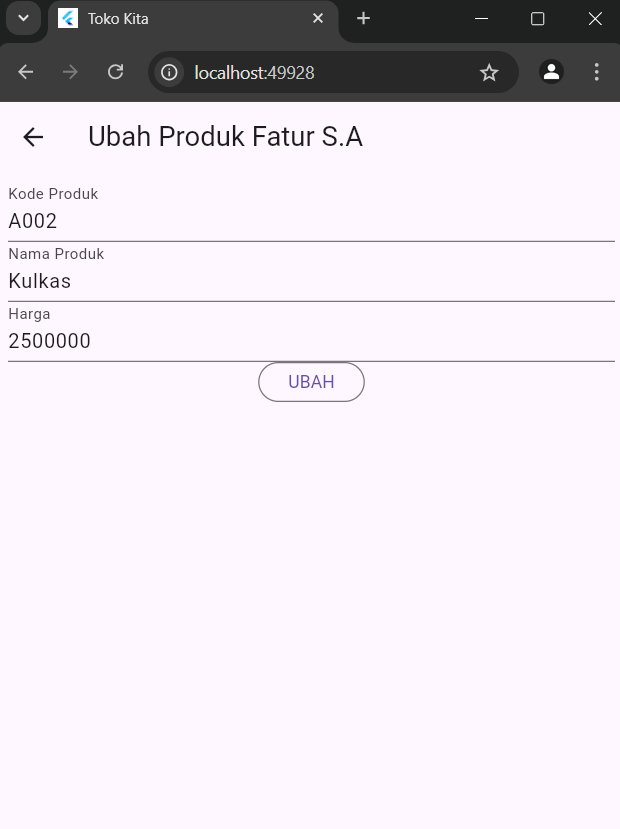 Toko Kita
localhost:49928
Ubah Produk Fatur S.A
Kode Produk
A002
Nama Produk
Kulkas
Harga
2500000
UBAH